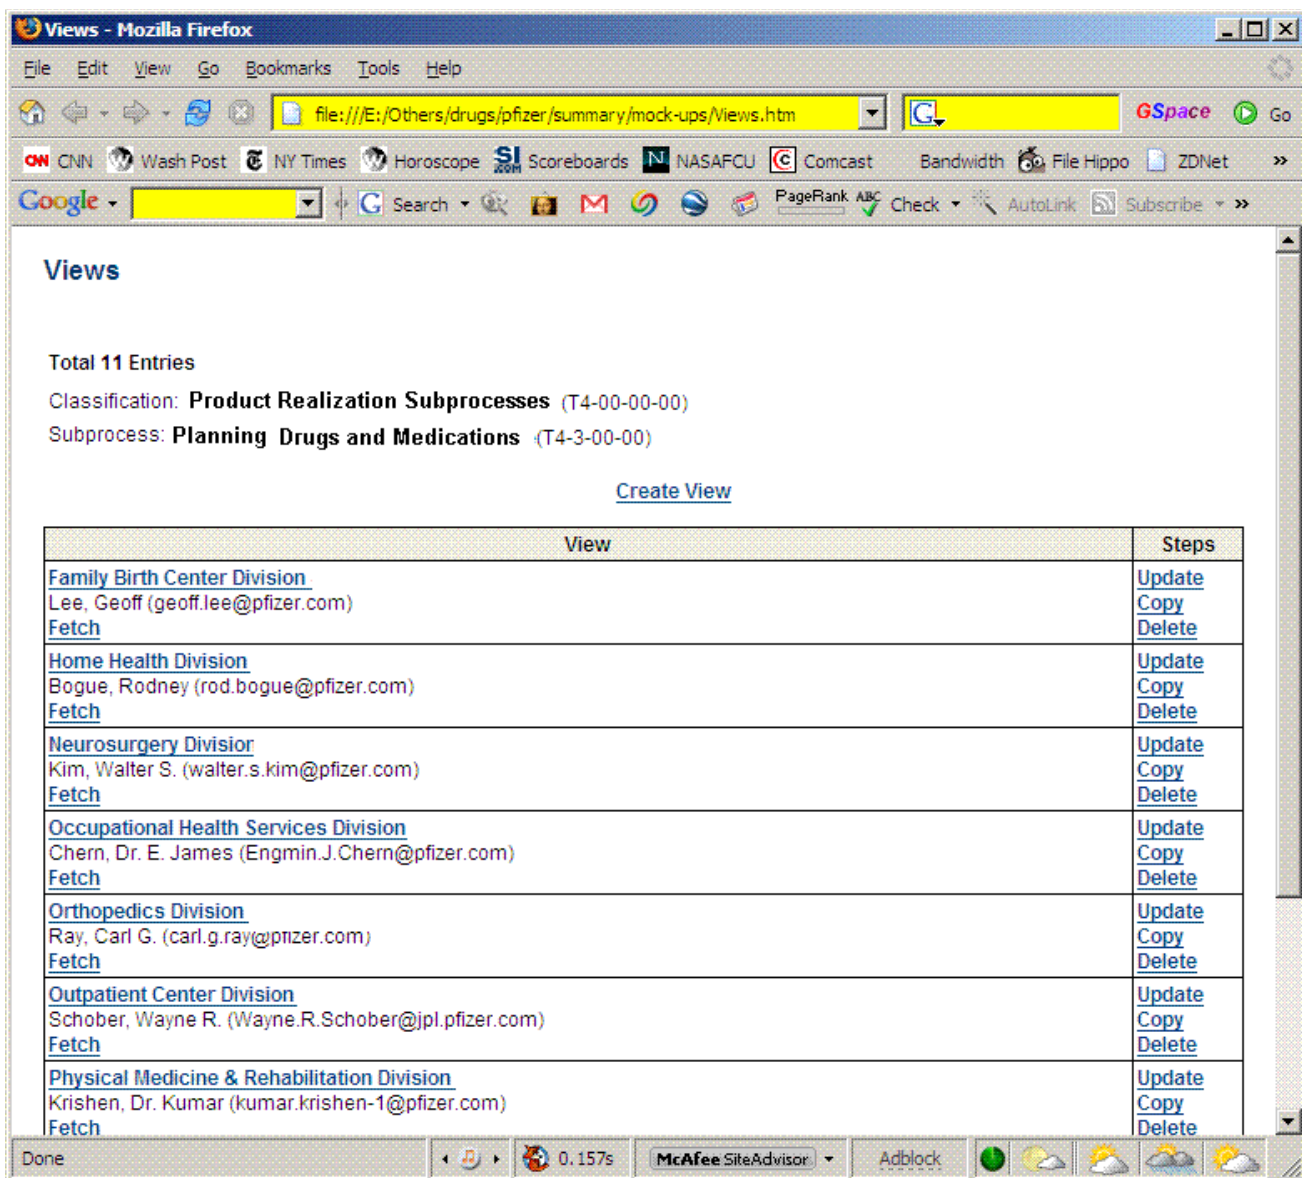 Views - Mozilla Firefox
File Edit View Go Bookmarks Tools Help
file:///E:/Others/drugs/pfizer/summary/mock-ups/Views.htm G GSpace Go
CNN CNN Wash Post NY Times Horoscope SI.COM Scoreboards N NASAFCU C Comcast Bandwidth File Hippo ZDNet »
Google G Search PageRank ABC Check AutoLink Subscribe »
Views
Total 11 Entries
Classification: Product Realization Subprocesses (T4-00-00-00)
Subprocess: Planning Drugs and Medications (T4-3-00-00)
Create View
View Steps
Family Birth Center Division Update
Lee, Geoff (geoff.lee@pfizer.com) Copy
Fetch Delete
Home Health Division Update
Bogue, Rodney (rod.bogue@pfizer.com) Copy
Fetch Delete
Neurosurgery Division Update
Kim, Walter S. (walter.s.kim@pfizer.com) Copy
Fetch Delete
Occupational Health Services Division Update
Chern, Dr. E. James (Engmin.J.Chern@pfizer.com) Copy
Fetch Delete
Orthopedics Division Update
Ray, Carl G. (carl.g.ray@pfizer.com) Copy
Fetch Delete
Outpatient Center Division Update
Schober, Wayne R. (Wayne.R.Schober@jpl.pfizer.com) Copy
Fetch Delete
Physical Medicine & Rehabilitation Division Update
Krishen, Dr. Kumar (kumar.krishen-1@pfizer.com) Copy
Fetch Delete
Done 0.157s McAfee SiteAdvisor Adblock